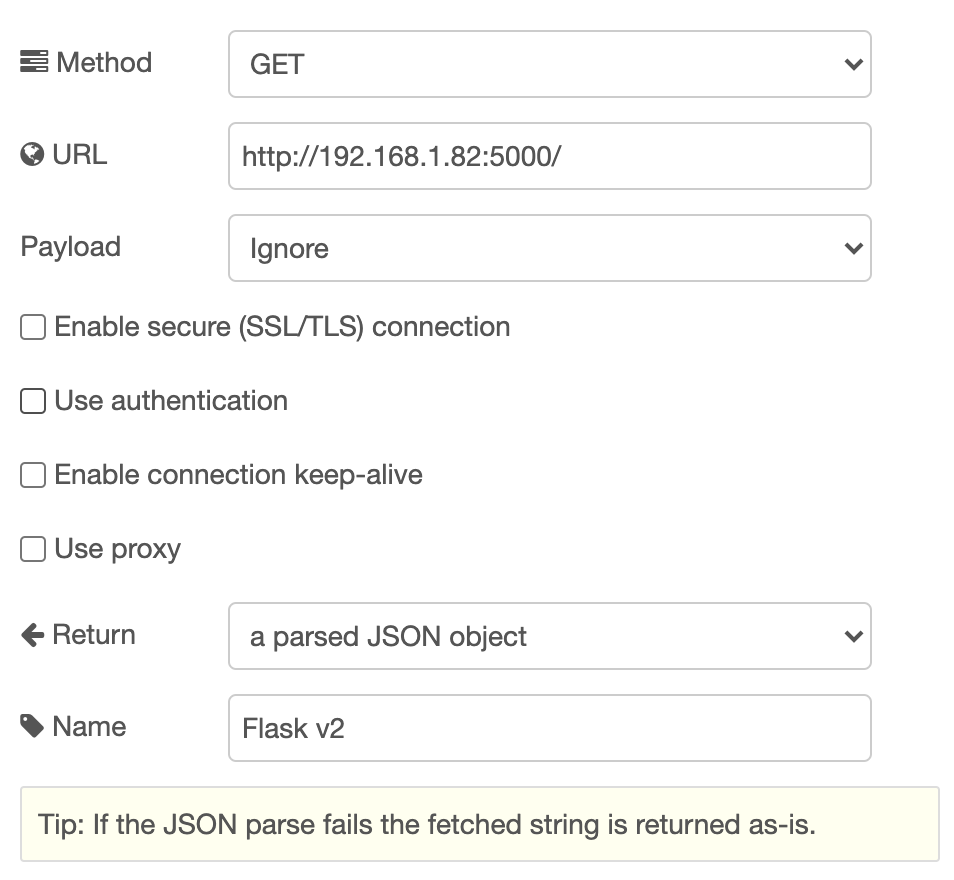 Method GET
URL http://192.168.1.82:5000/
Payload Ignore
Enable secure (SSL/TLS) connection
Use authentication
Enable connection keep-alive
Use proxy
Return a parsed JSON object
Name Flask v2
Tip: If the JSON parse fails the fetched string is returned as-is.